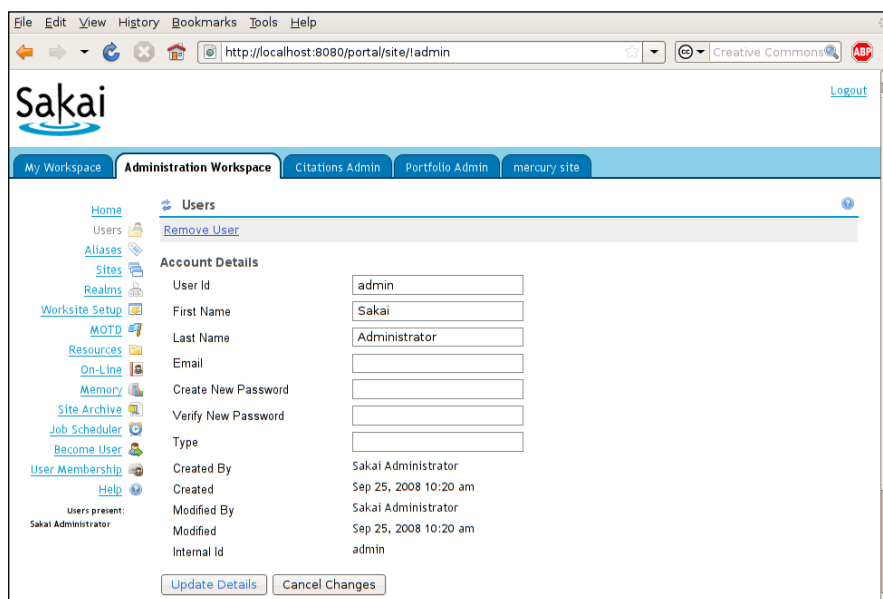 File Edit View History Bookmarks Tools Help
http://localhost:8080/portal/site/!admin
Creative Commons
ABP
Sakai
Logout
My Workspace
Administration Workspace
Citations Admin
Portfolio Admin
mercury site
Home
Users
Aliases
Sites
Realms
Worksite Setup
MOTD
Resources
On-Line
Memory
Site Archive
Job Scheduler
Become User
User Membership
Help
Users present:
Sakai Administrator
Users
Remove User
Account Details
User Id admin
First Name Sakai
Last Name Administrator
Email
Create New Password
Verify New Password
Type
Created By Sakai Administrator
Created Sep 25, 2008 10:20 am
Modified By Sakai Administrator
Modified Sep 25, 2008 10:20 am
Internal Id admin
Update Details Cancel Changes